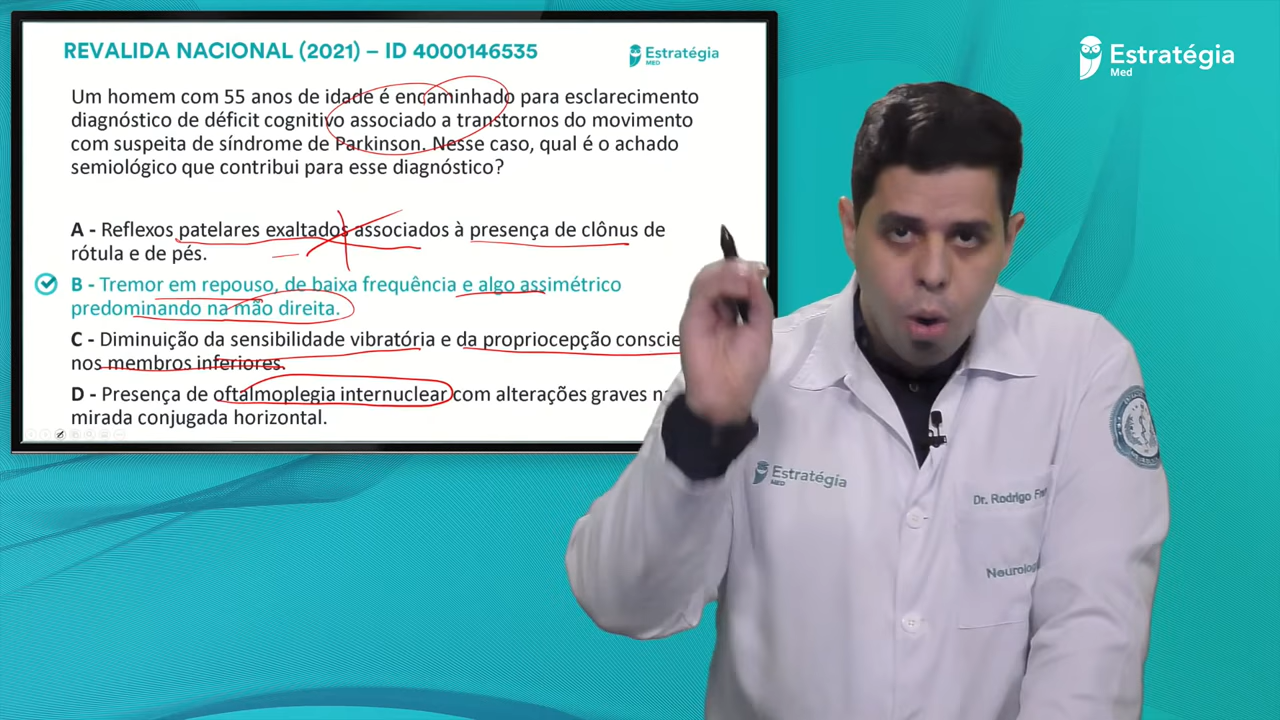 REVALIDA NACIONAL (2021) – ID 4000146535
Estratégia
MED
Um homem com 55 anos de idade é encaminhado para esclarecimento
diagnóstico de déficit cognitivo associado a transtornos do movimento
com suspeita de síndrome de Parkinson. Nesse caso, qual é o achado
semiológico que contribui para esse diagnóstico?
A - Reflexos patelares exaltados associados à presença de clônus de
rótula e de pés.
B - Tremor em repouso, de baixa frequência e algo assimétrico
predominando na mão direita.
C - Diminuição da sensibilidade vibratória e da propriocepção
nos membros inferiores.
D - Presença de oftalmoplegia internuclear com alterações graves
mirada conjugada horizontal.
Estratégia
Med
Estratégia
MED
Dr. Rodrigo